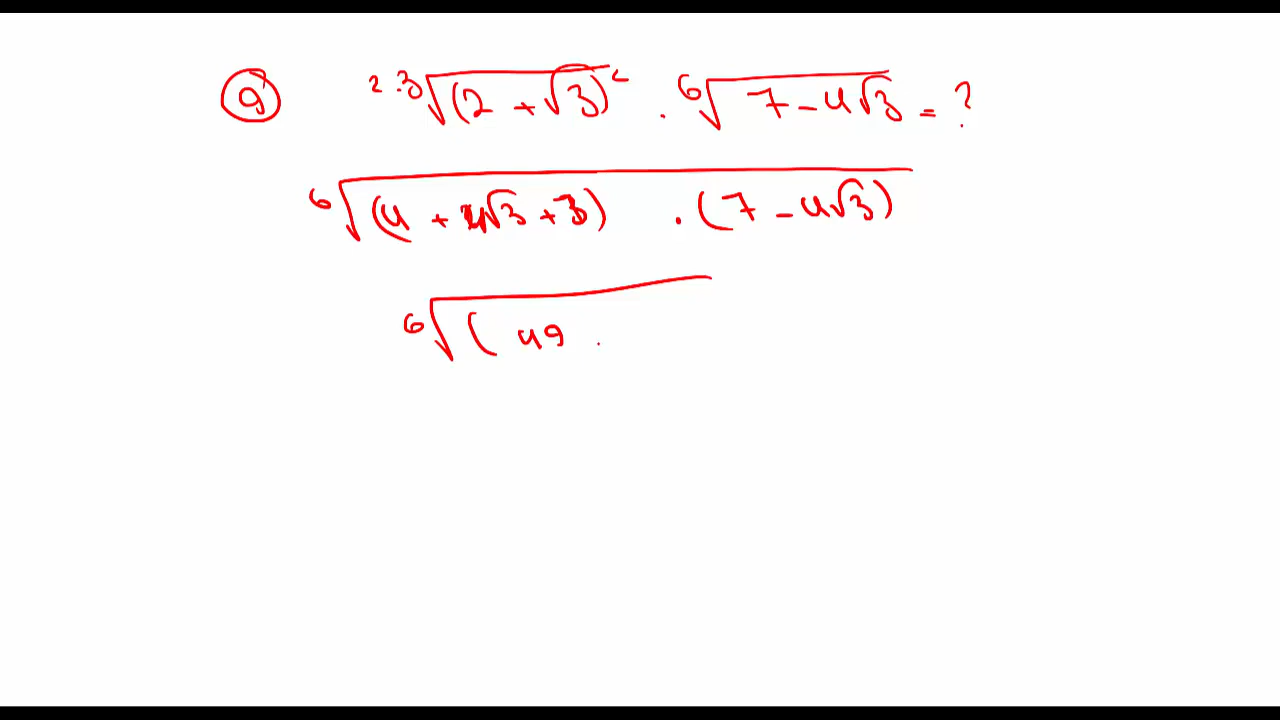 9) ²·³√(2 + √3)² · ⁶√7 - 4√3 = ?
⁶√(4 + 4√3 + 3) · (7 - 4√3)
⁶√( 49 .